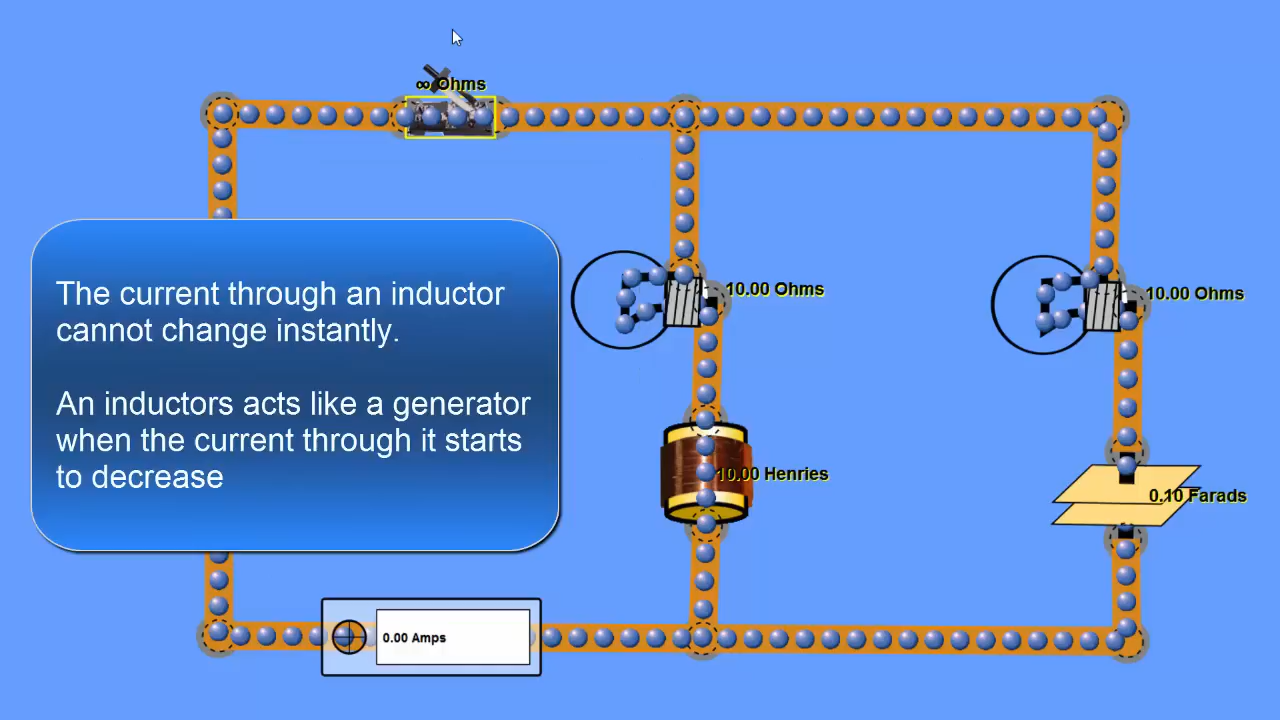 ∞ Ohms
10.00 Ohms
10.00 Ohms
The current through an inductor
cannot change instantly.
An inductors acts like a generator
when the current through it starts
to decrease
10.00 Henries
0.10 Farads
0.00 Amps